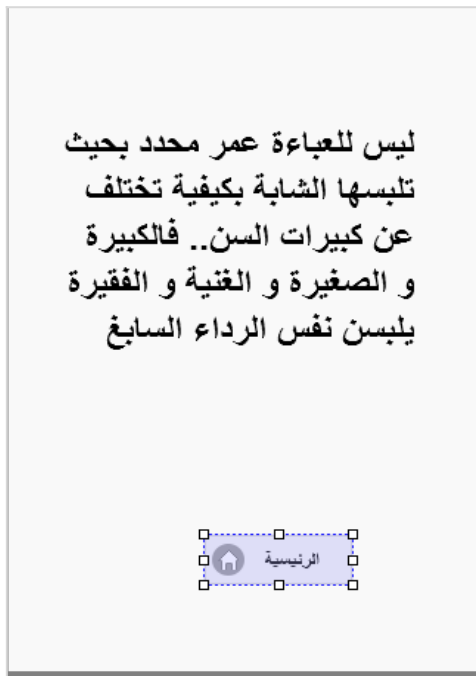 ليس للعباءة عمر محدد بحيث
تلبسها الشابة بكيفية تختلف
عن كبيرات السن.. فالكبيرة
و الصغيرة و الغنية و الفقيرة
يلبسن نفس الرداء السابغ
الرئيسية